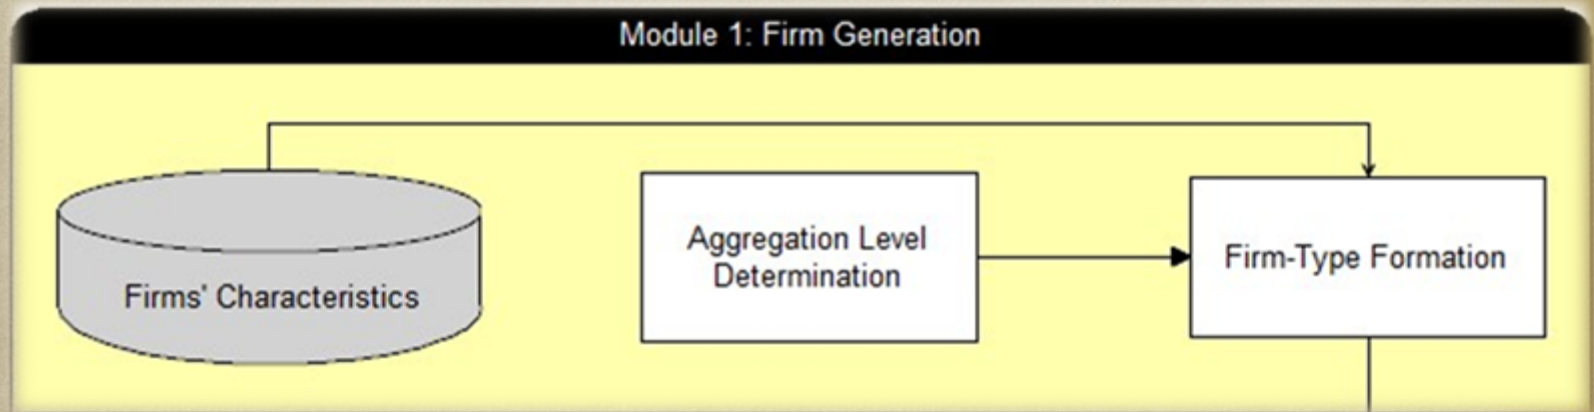 Module 1: Firm Generation
Firms' Characteristics
Aggregation Level
Determination
Firm-Type Formation